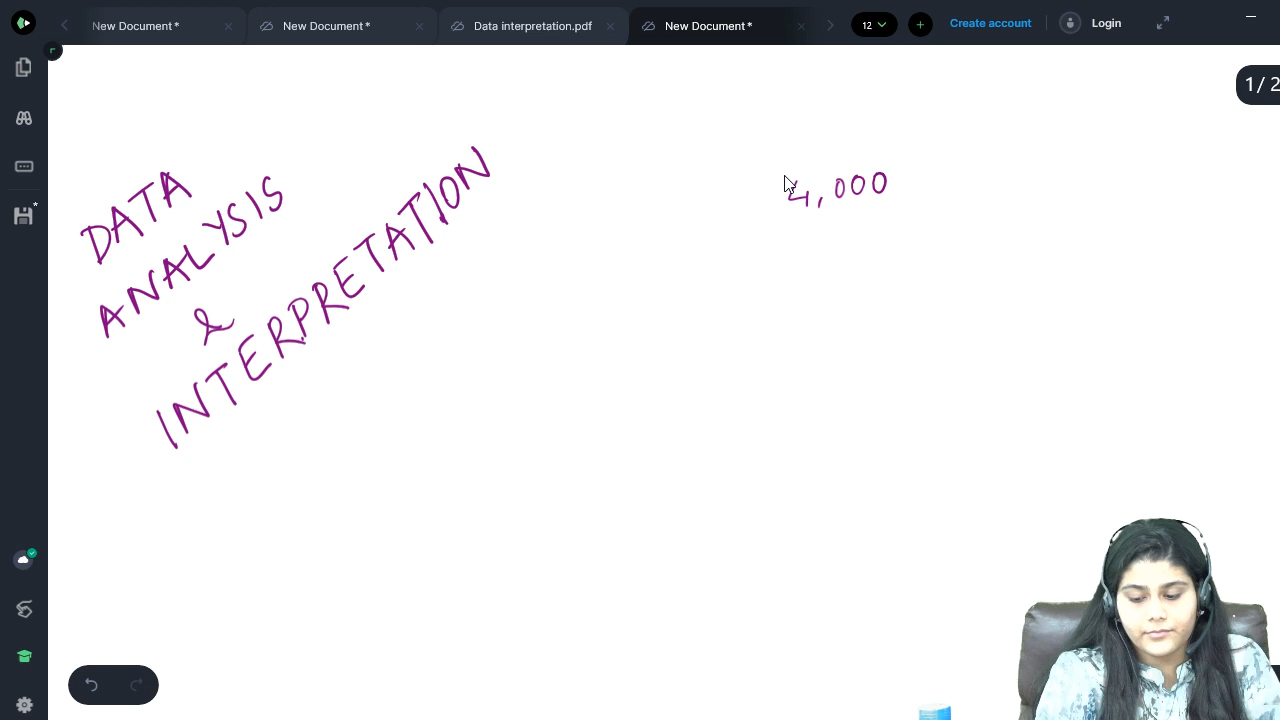 New Document *
New Document *
Data interpretation.pdf
New Document *
12
Create account
Login
1/ 2
DATA
ANALYSIS
&
INTERPRETATION
4,000